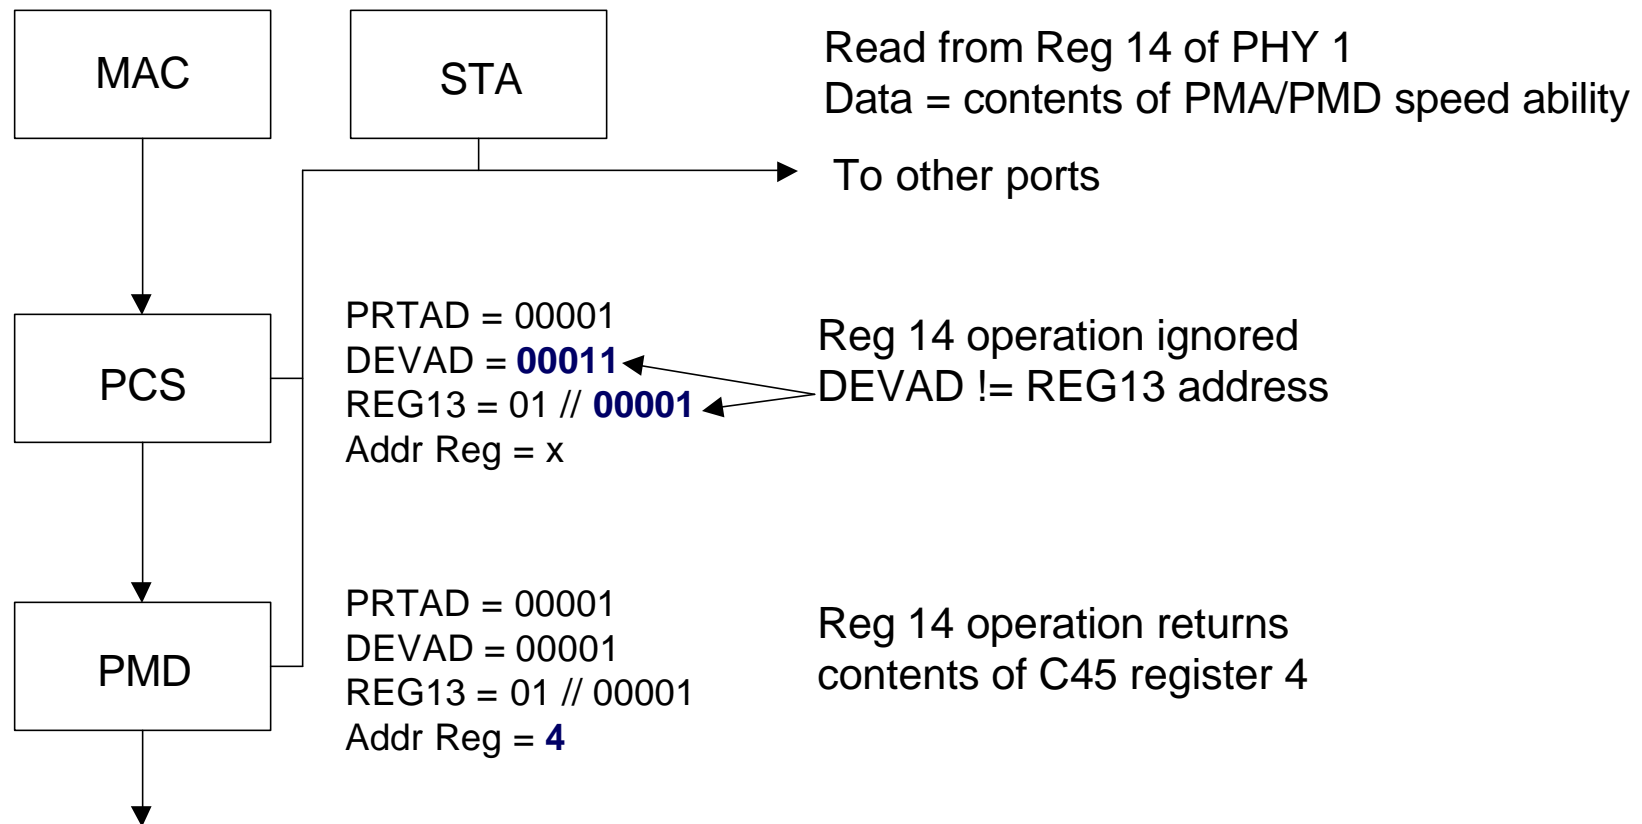 MAC
STA
Read from Reg 14 of PHY 1
Data = contents of PMA/PMD speed ability
To other ports
PCS
PRTAD = 00001
DEVAD = 00011
REG13 = 01 // 00001
Addr Reg = x
Reg 14 operation ignored
DEVAD != REG13 address
PMD
PRTAD = 00001
DEVAD = 00001
REG13 = 01 // 00001
Addr Reg = 4
Reg 14 operation returns
contents of C45 register 4